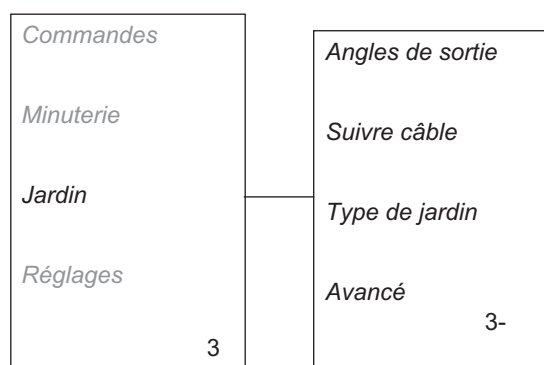 Commandes
Minuterie
Jardin
Réglages
3
Angles de sortie
Suivre câble
Type de jardin
Avancé
3-